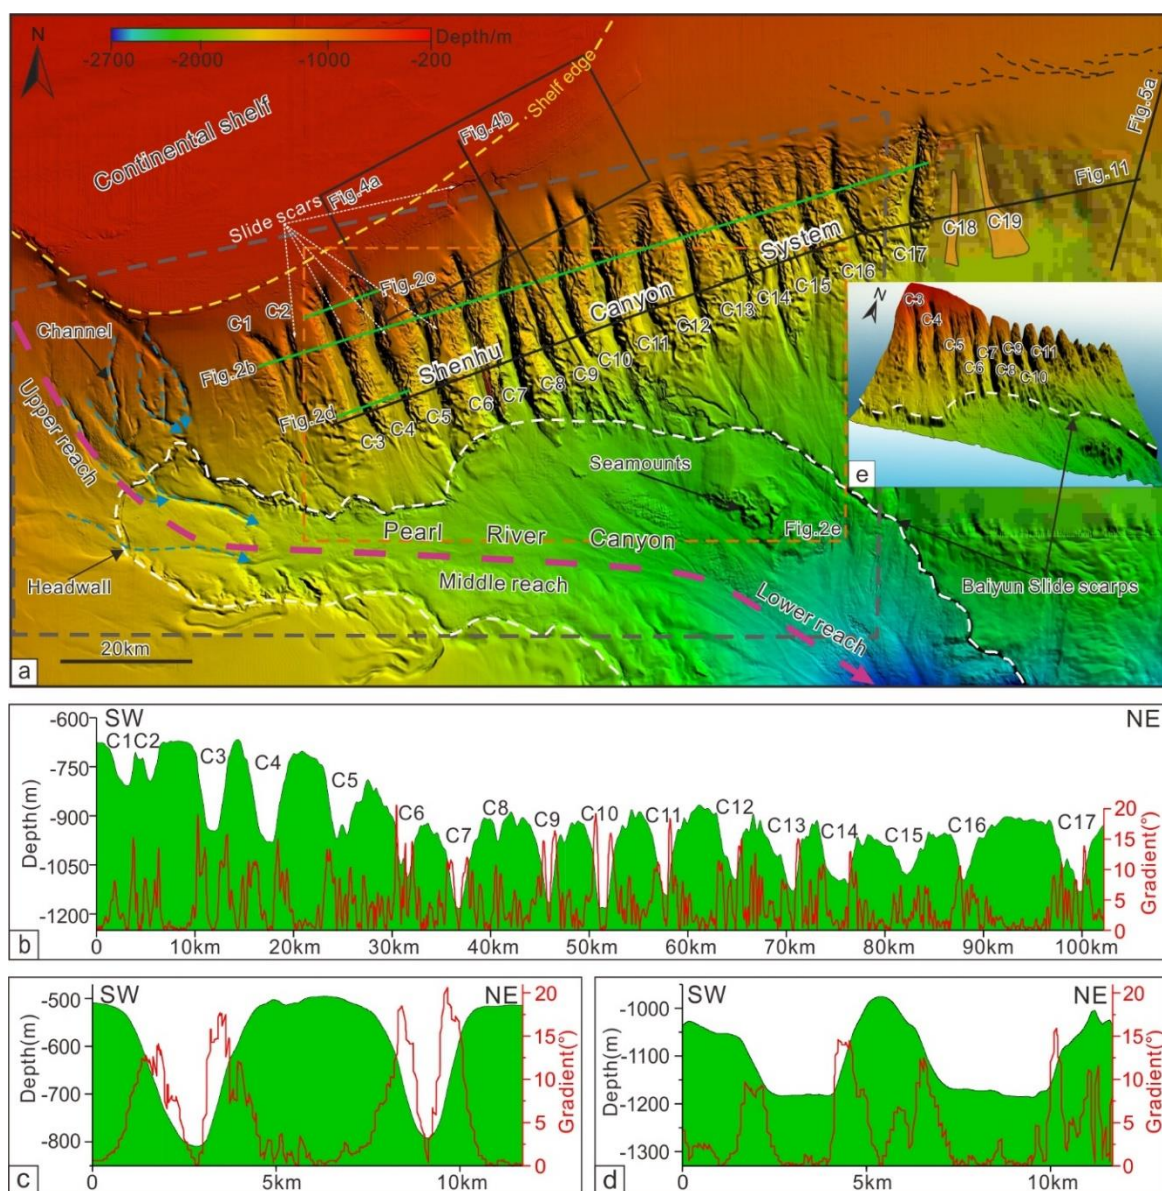 N
Depth/m
-2700
-2000
-1000
-200
Continental shelf
Shelf edge
Fig.4b
Fig.4a
Fig.5a
Slide scars
Fig.11
C18
C19
System
C17
C16
C15
C14
C13
C12
Canyon
C11
C10
C9
C8
C7
C6
C5
C4
C3
Shenhu
C1
C2
Fig.2c
Fig.2b
Fig.2d
Channel
Upper reach
Headwall
Seamounts
Fig.2e
Pearl River Canyon
Middle reach
Lower reach
Baiyun Slide scarps
20km
a
N
C3
C4
C5
C7
C9
C11
C6
C8
C10
e
SW
NE
-600
-750
-900
-1050
-1200
Depth(m)
C1
C2
C3
C4
C5
C6
C7
C8
C9
C10
C11
C12
C13
C14
C15
C16
C17
20
15
10
5
0
Gradient(°)
0
10km
20km
30km
40km
50km
60km
70km
80km
90km
100km
b
SW
NE
-500
-600
-700
-800
Depth(m)
20
15
10
5
0
Gradient(°)
0
5km
10km
c
SW
NE
-1000
-1100
-1200
-1300
Depth(m)
20
15
10
5
0
Gradient(°)
0
5km
10km
d